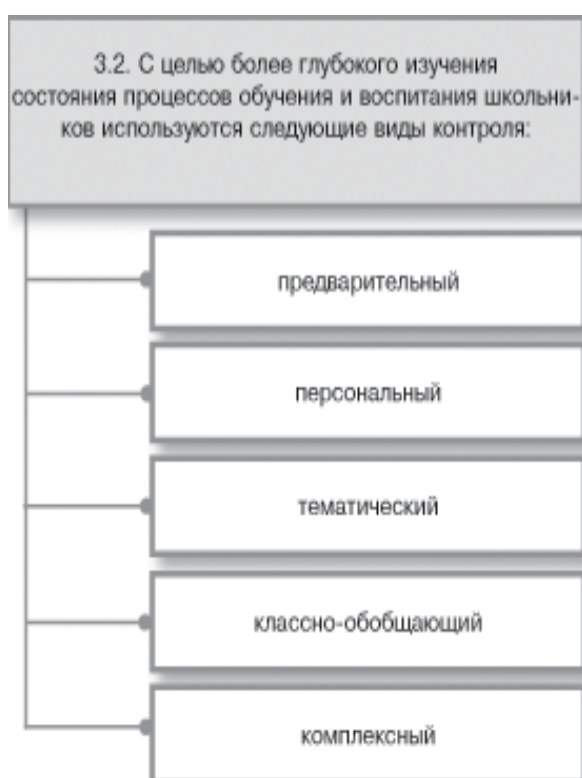 3.2. С целью более глубокого изучения
состояния процессов обучения и воспитания школьни-
ков используются следующие виды контроля:
предварительный
персональный
тематический
классно-обобщающий
комплексный